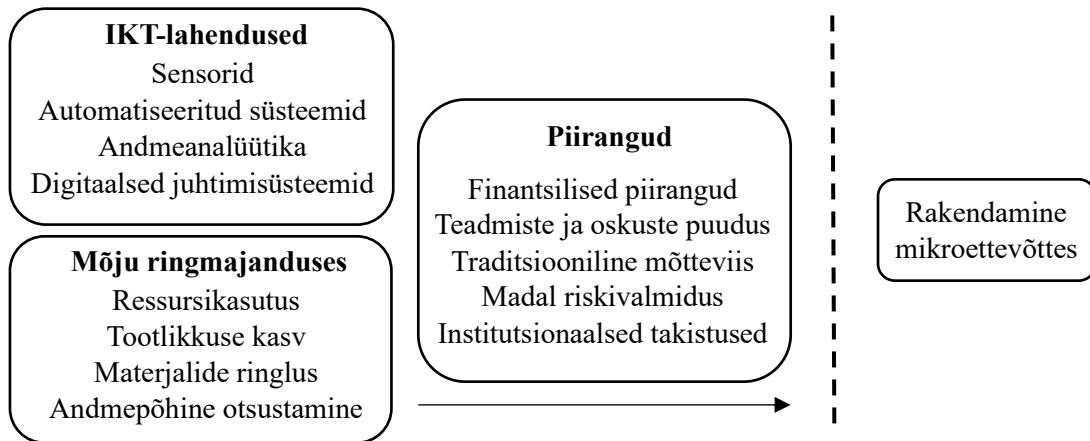 IKT-lahendused
Sensorid
Automatiseeritud süsteemid
Andmeanalüütika
Digitaalsed juhtimisüsteemid
Mõju ringmajanduses
Ressursikasutus
Tootlikkuse kasv
Materjalide ringlus
Andmepõhine otsustamine
Piirangud
Finantsilised piirangud
Teadmiste ja oskuste puudus
Traditsiooniline mõtteviis
Madal riskivalmidus
Institutsionaalsed takistused
Rakendamine
mikroettevõttes